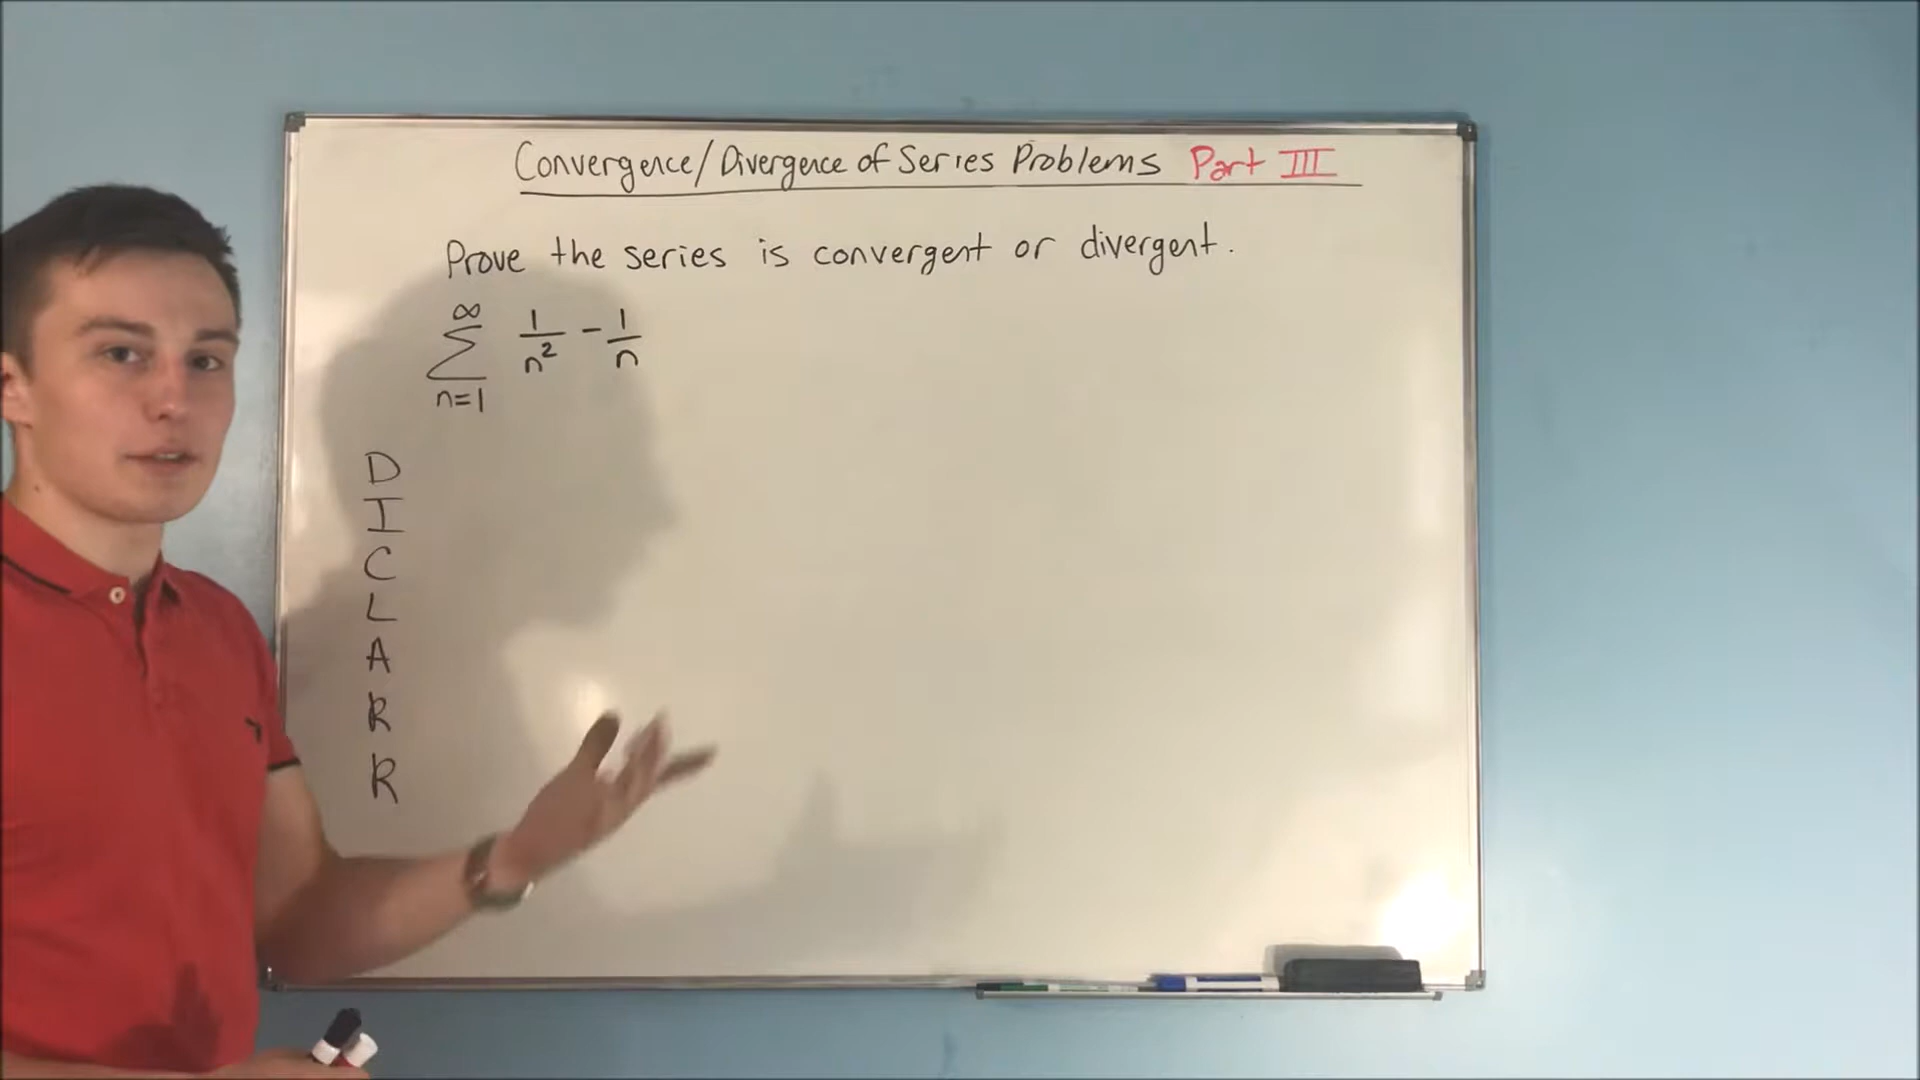 Convergence/Divergence of Series Problems Part III
Prove the series is convergent or divergent.
∞
∑ 1/n² - 1/n
n=1
D
I
C
L
A
R
R